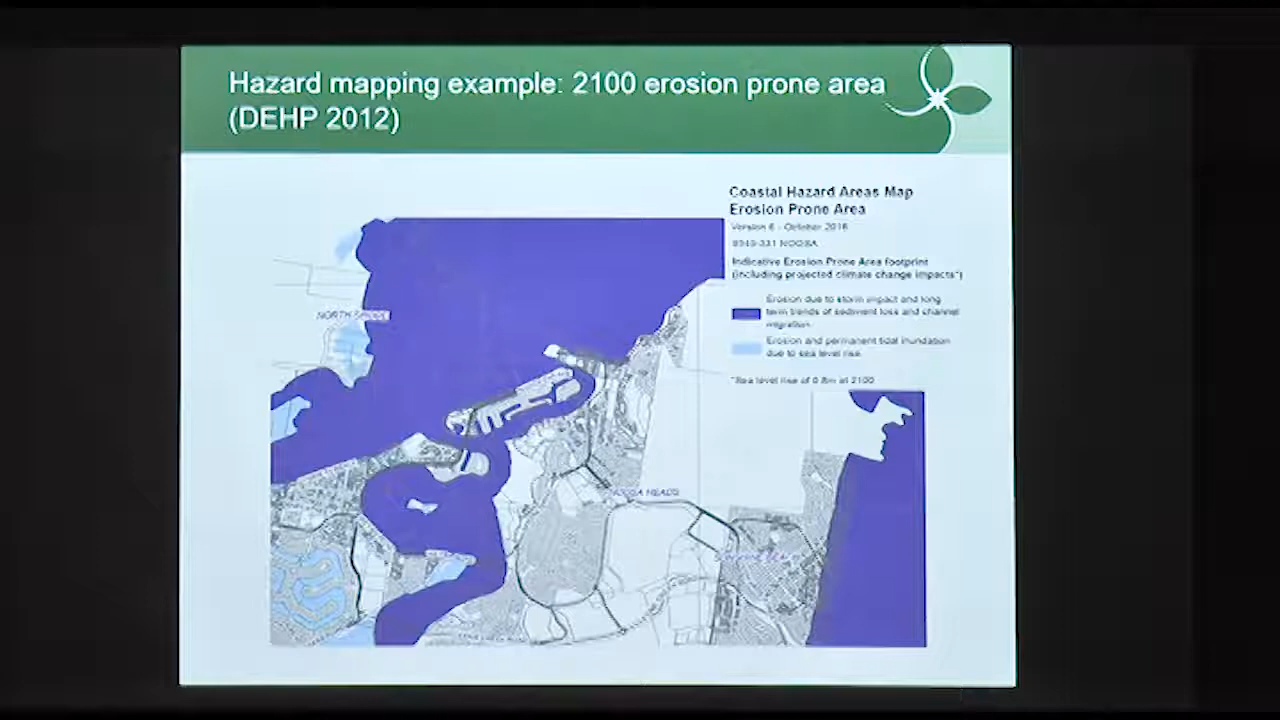 Hazard mapping example: 2100 erosion prone area
(DEHP 2012)
Coastal Hazard Areas Map
Erosion Prone Area
Version 6 - October 2016
NOOSA
Indicative Erosion Prone Area footprint
(including projected climate change impacts*)
Erosion due to storm impact and long
term trends of sediment loss and channel
migration
Erosion and permanent tidal inundation
due to sea level rise
*Sea level rise of 0.8m at 2100
NORTH SHORE
NOOSA HEADS